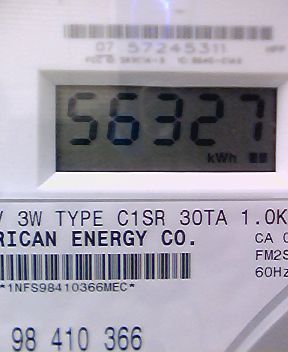 07 57245311
56327
kWh
V 3W TYPE C1SR 30TA 1.0K
RICAN ENERGY CO.
CA 0
FM2S
60Hz
*1NFS98410366MEC*
98 410 366